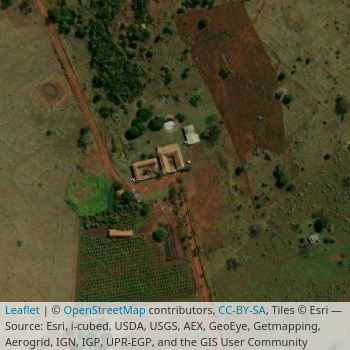 Leaflet | © OpenStreetMap contributors, CC-BY-SA, Tiles © Esri —
Source: Esri, i-cubed, USDA, USGS, AEX, GeoEye, Getmapping,
Aerogrid, IGN, IGP, UPR-EGP, and the GIS User Community